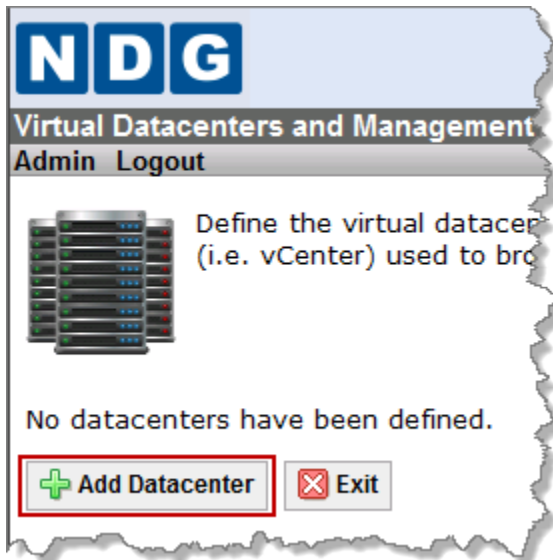 NDG
Virtual Datacenters and Management
Admin Logout
Define the virtual datacen
(i.e. vCenter) used to bro
No datacenters have been defined.
Add Datacenter Exit